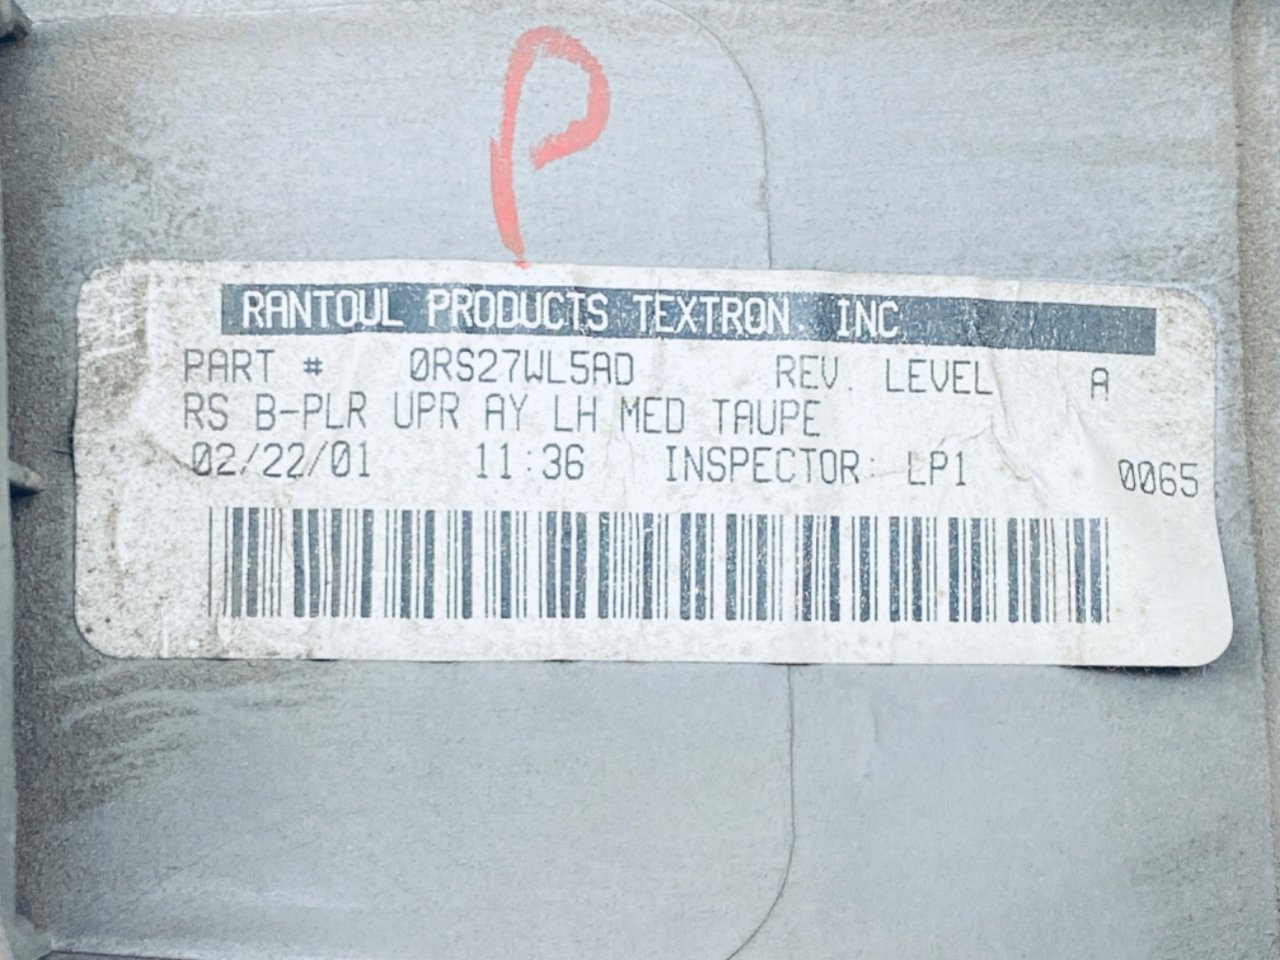 P
RANTOUL PRODUCTS TEXTRON. INC
PART # 0RS27WL5AD REV. LEVEL A
RS B-PLR UPR AY LH MED TAUPE
02/22/01 11:36 INSPECTOR: LP1 0065